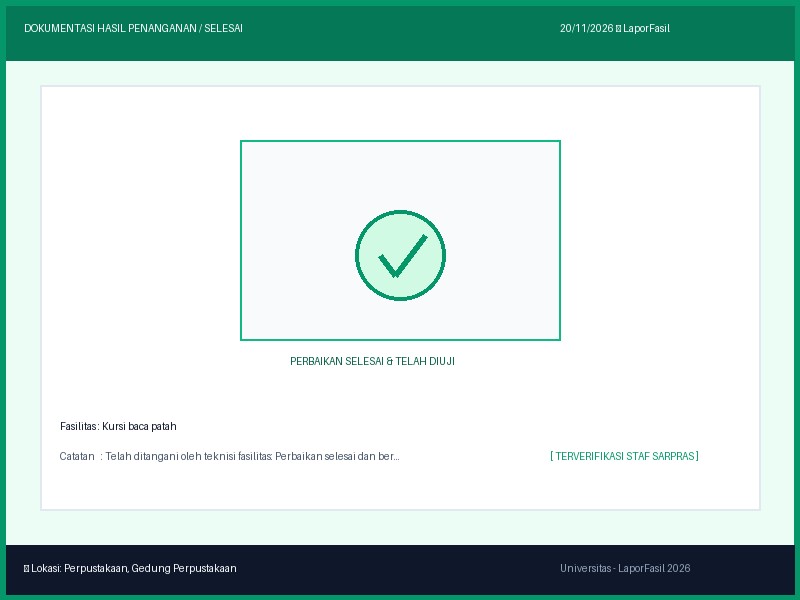 DOKUMENTASI HASIL PENANGANAN / SELESAI
20/11/2026 ▯ LaporFasil
PERBAIKAN SELESAI & TELAH DIUJI
Fasilitas : Kursi baca patah
Catatan : Telah ditangani oleh teknisi fasilitas: Perbaikan selesai dan ber...
[ TERVERIFIKASI STAF SARPRAS ]
▯ Lokasi: Perpustakaan, Gedung Perpustakaan
Universitas - LaporFasil 2026